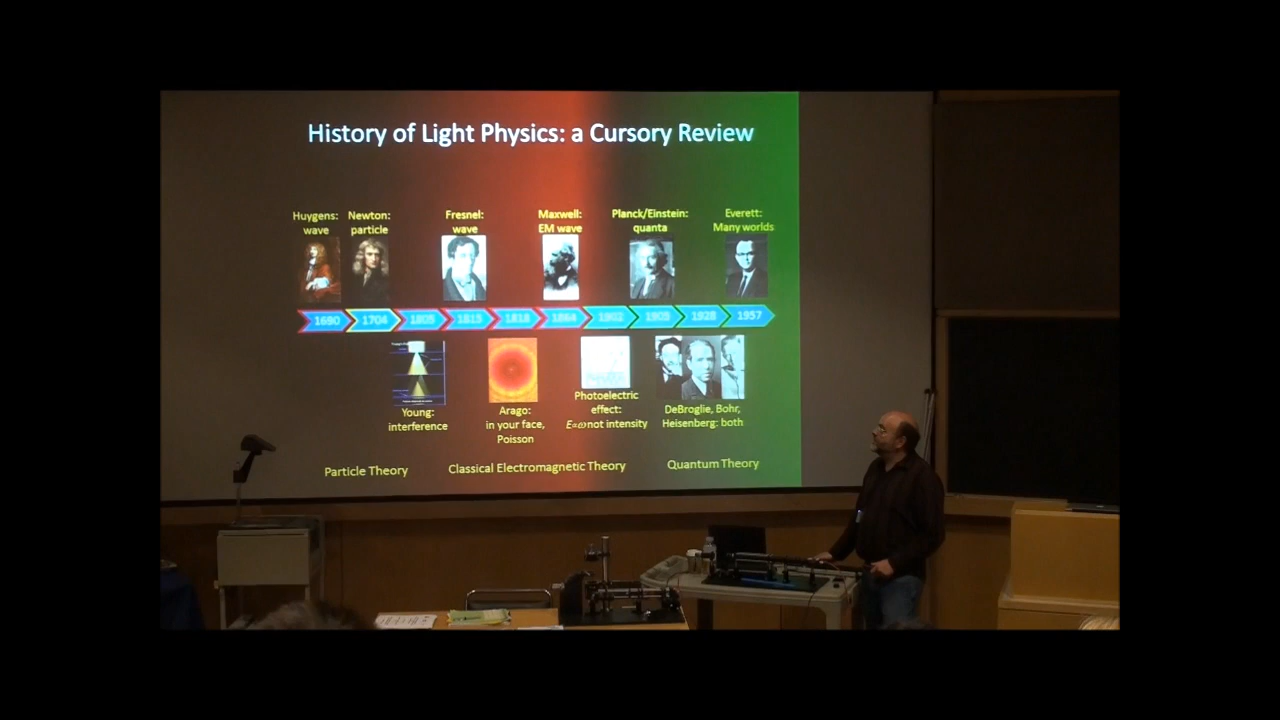 History of Light Physics: a Cursory Review
Huygens:
wave
Newton:
particle
Fresnel:
wave
Maxwell:
EM wave
Planck/Einstein:
quanta
Everett:
Many worlds
1690
1704
1805
1815
1818
1864
1902
1905
1928
1957
Young:
interference
Arago:
in your face,
Poisson
Photoelectric
effect:
E=ω not intensity
DeBroglie, Bohr,
Heisenberg: both
Particle Theory
Classical Electromagnetic Theory
Quantum Theory